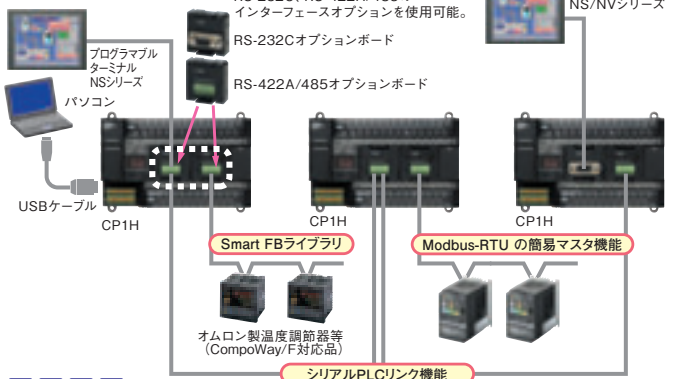 インターフェースオプションを使用可能。
NS/NVシリーズ
RS-232Cオプションボード
プログラマブル
ターミナル
NSシリーズ
RS-422A/485オプションボード
パソコン
USBケーブル
CP1H
CP1H
CP1H
Smart FBライブラリ
Modbus-RTU の簡易マスタ機能
オムロン製温度調節器等
（CompoWay/F対応品）
シリアルPLCリンク機能